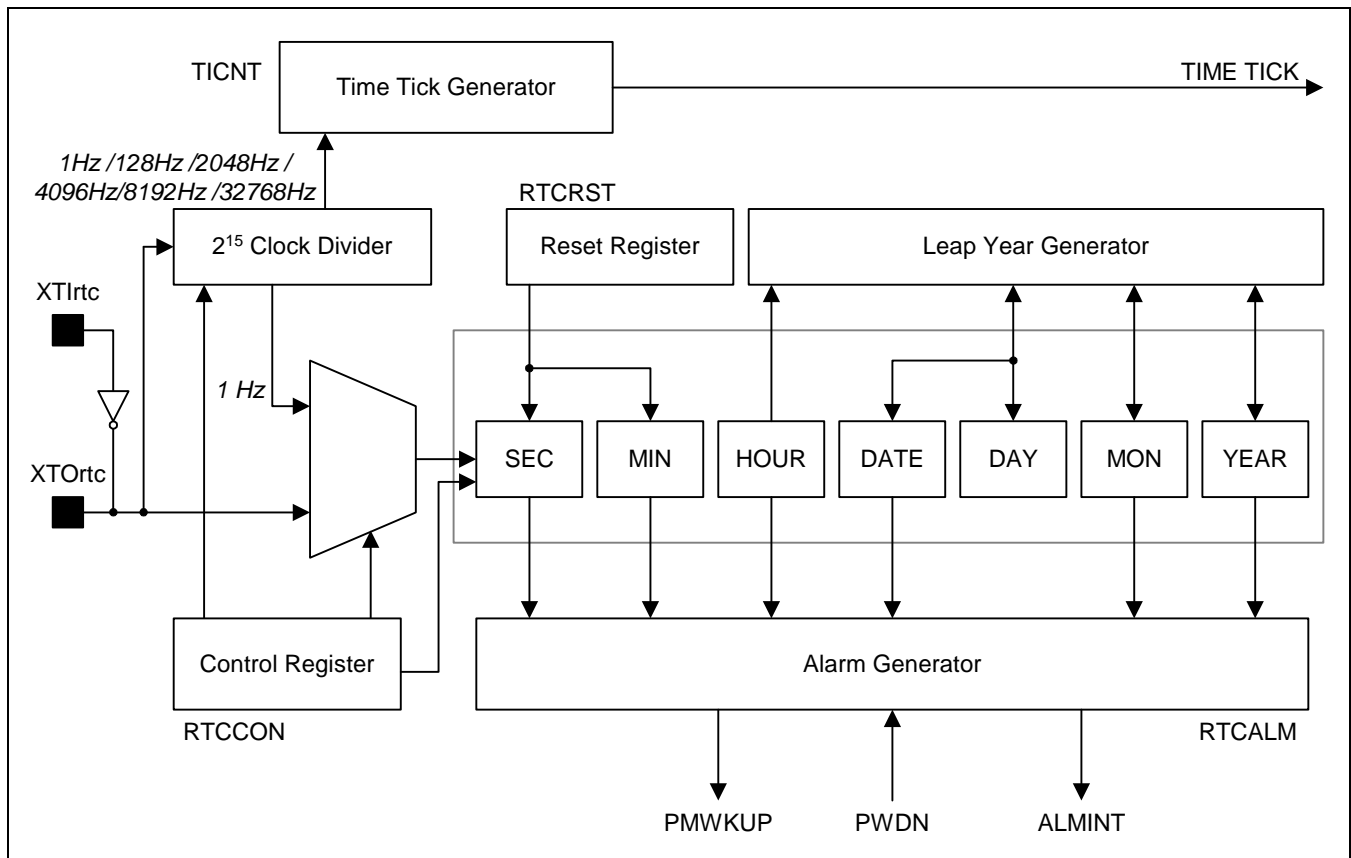 TICNT
Time Tick Generator
TIME TICK
1Hz /128Hz /2048Hz /
4096Hz/8192Hz /32768Hz
RTCRST
2¹⁵ Clock Divider
Reset Register
Leap Year Generator
XTIrtc
1 Hz
XTOrtc
SEC
MIN
HOUR
DATE
DAY
MON
YEAR
Control Register
Alarm Generator
RTCCON
RTCALM
PMWKUP
PWDN
ALMINT